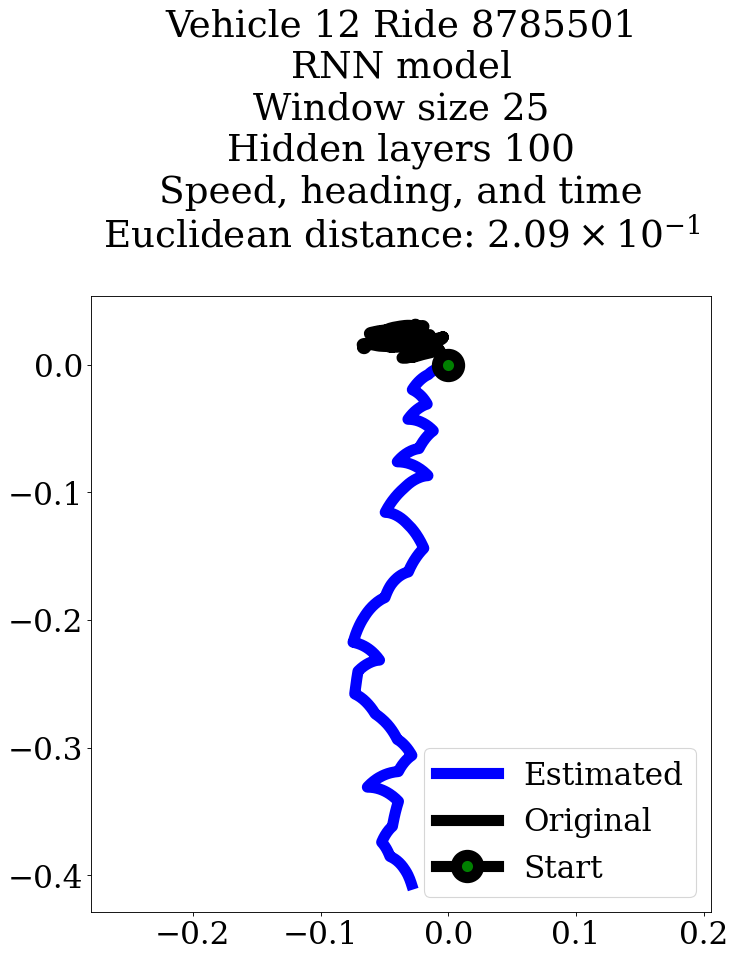 Vehicle 12 Ride 8785501
RNN model
Window size 25
Hidden layers 100
Speed, heading, and time
Euclidean distance: 2.09 × 10⁻¹
0.0
−0.1
−0.2
−0.3
−0.4
Estimated
Original
Start
−0.2 −0.1 0.0 0.1 0.2